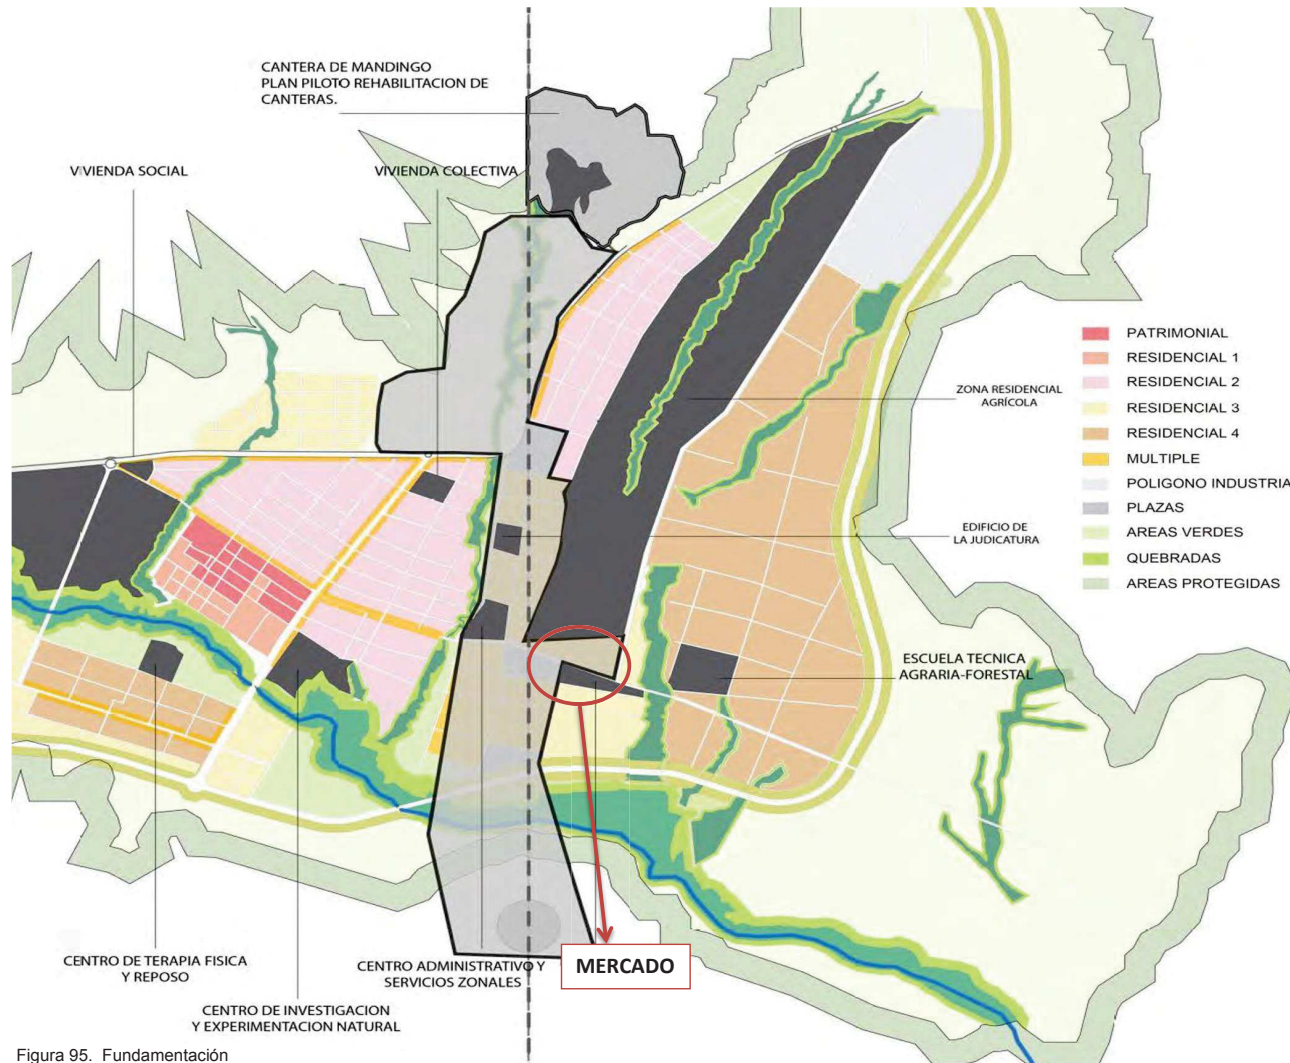 CANTERA DE MANDINGO
PLAN PILOTO REHABILITACION DE
CANTERAS.
VIVIENDA SOCIAL
VIVIENDA COLECTIVA
PATRIMONIAL
RESIDENCIAL 1
RESIDENCIAL 2
RESIDENCIAL 3
RESIDENCIAL 4
MULTIPLE
POLIGONO INDUSTRIA
PLAZAS
AREAS VERDES
QUEBRADAS
AREAS PROTEGIDAS
ZONA RESIDENCIAL
AGRÍCOLA
EDIFICIO DE
LA JUDICATURA
ESCUELA TECNICA
AGRARIA-FORESTAL
CENTRO DE TERAPIA FISICA
Y REPOSO
CENTRO DE INVESTIGACION
Y EXPERIMENTACION NATURAL
CENTRO ADMINISTRATIVO Y
SERVICIOS ZONALES
MERCADO
Figura 95. Fundamentación